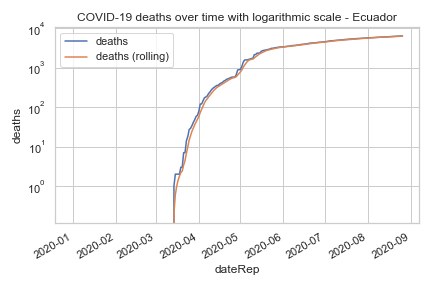 COVID-19 deaths over time with logarithmic scale - Ecuador
deaths
deaths (rolling)
10^4
10^3
10^2
10^1
10^0
deaths
2020-01
2020-02
2020-03
2020-04
2020-05
2020-06
2020-07
2020-08
2020-09
dateRep